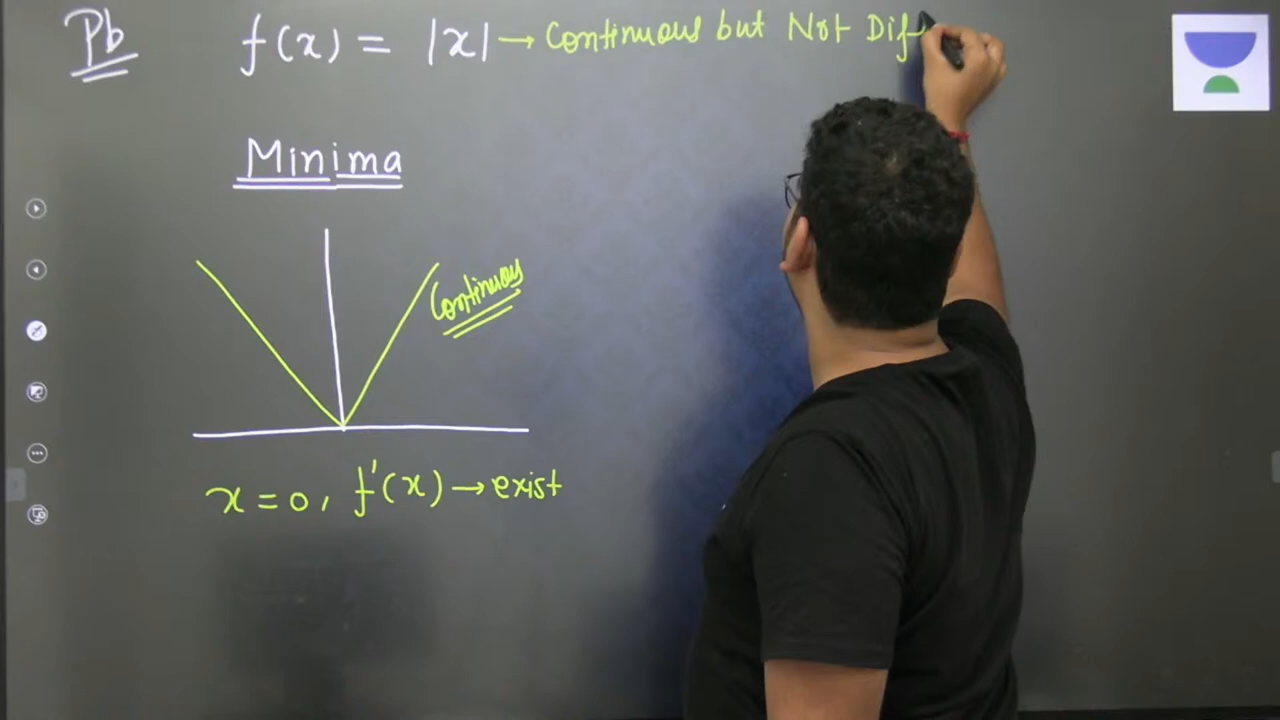 Pb
f(x) = |x| → Continuous but Not Dif
Minima
Continuous
x = 0, f'(x) → exist